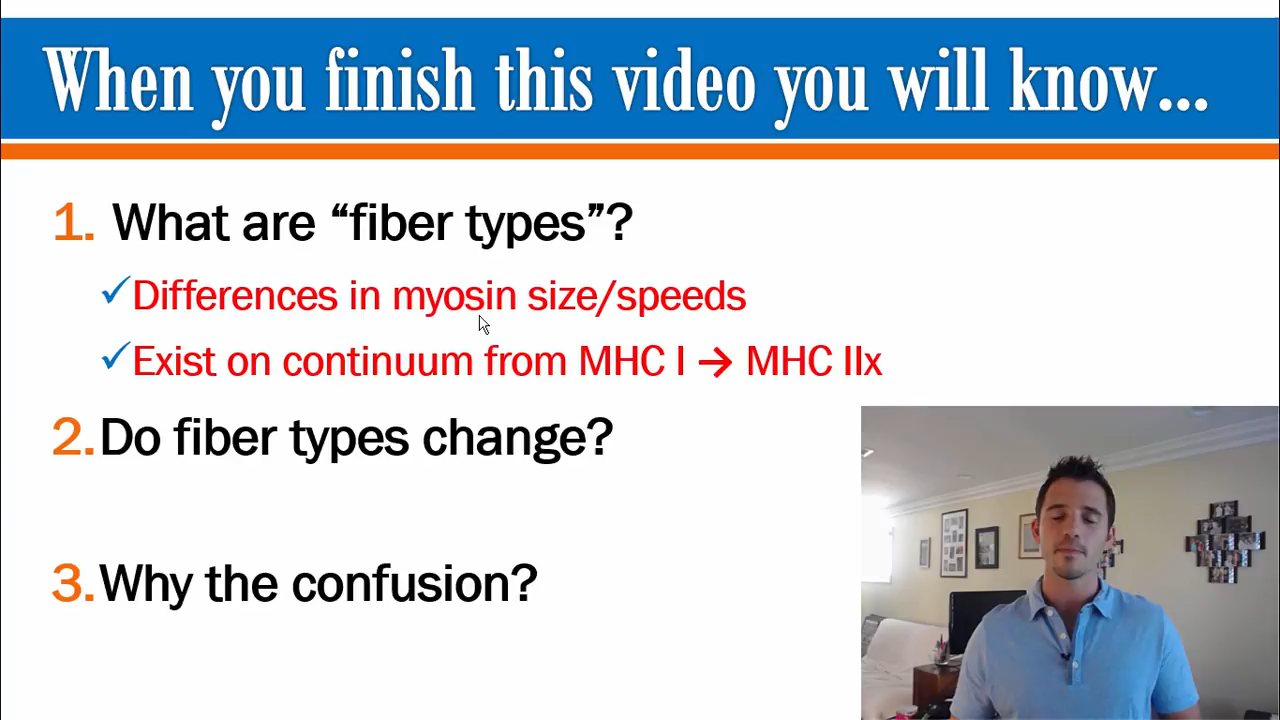 When you finish this video you will know...
1. What are “fiber types”?
✓Differences in myosin size/speeds
✓Exist on continuum from MHC I → MHC IIx
2.Do fiber types change?
3.Why the confusion?